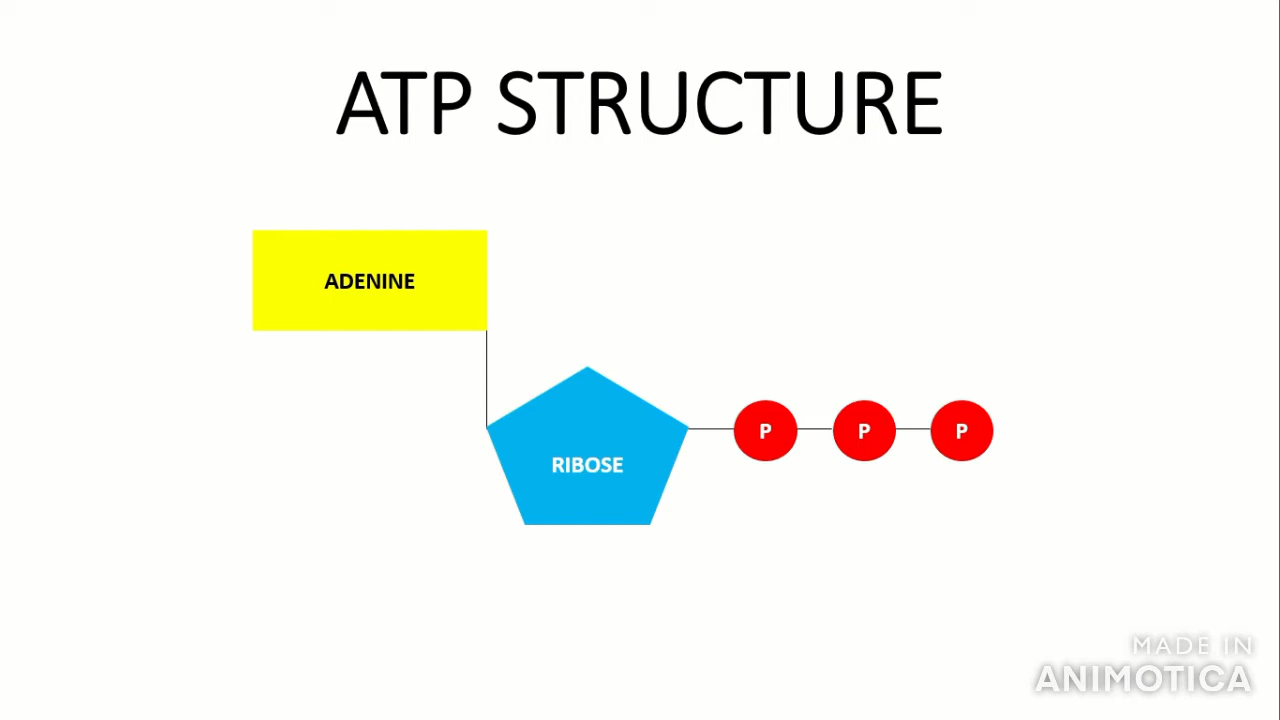 ATP STRUCTURE
ADENINE
RIBOSE
P P P
MADE IN
ANIMOTICA